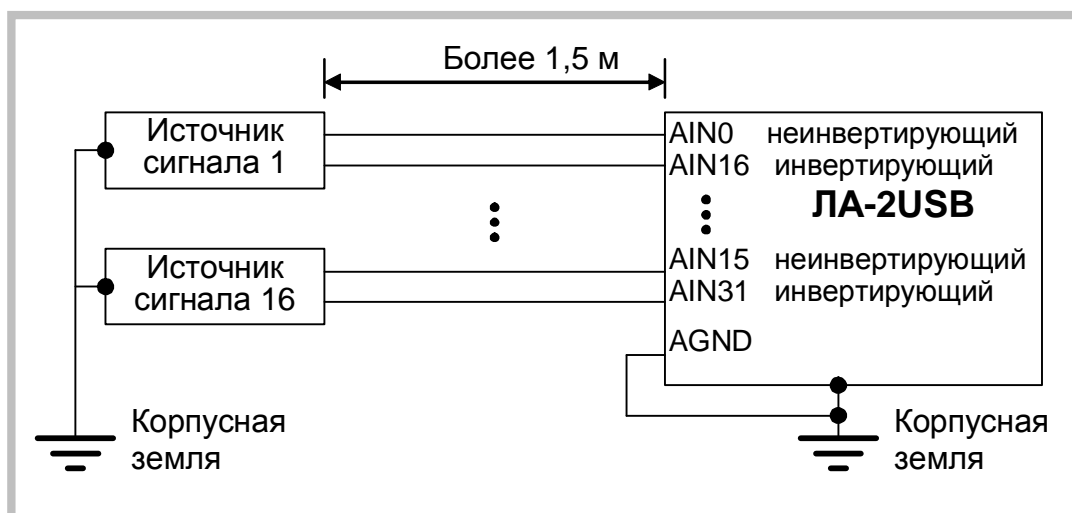 Более 1,5 м
Источник
сигнала 1
AIN0 неинвертирующий
AIN16 инвертирующий
ЛА-2USB
Источник
сигнала 16
AIN15 неинвертирующий
AIN31 инвертирующий
AGND
Корпусная
земля
Корпусная
земля